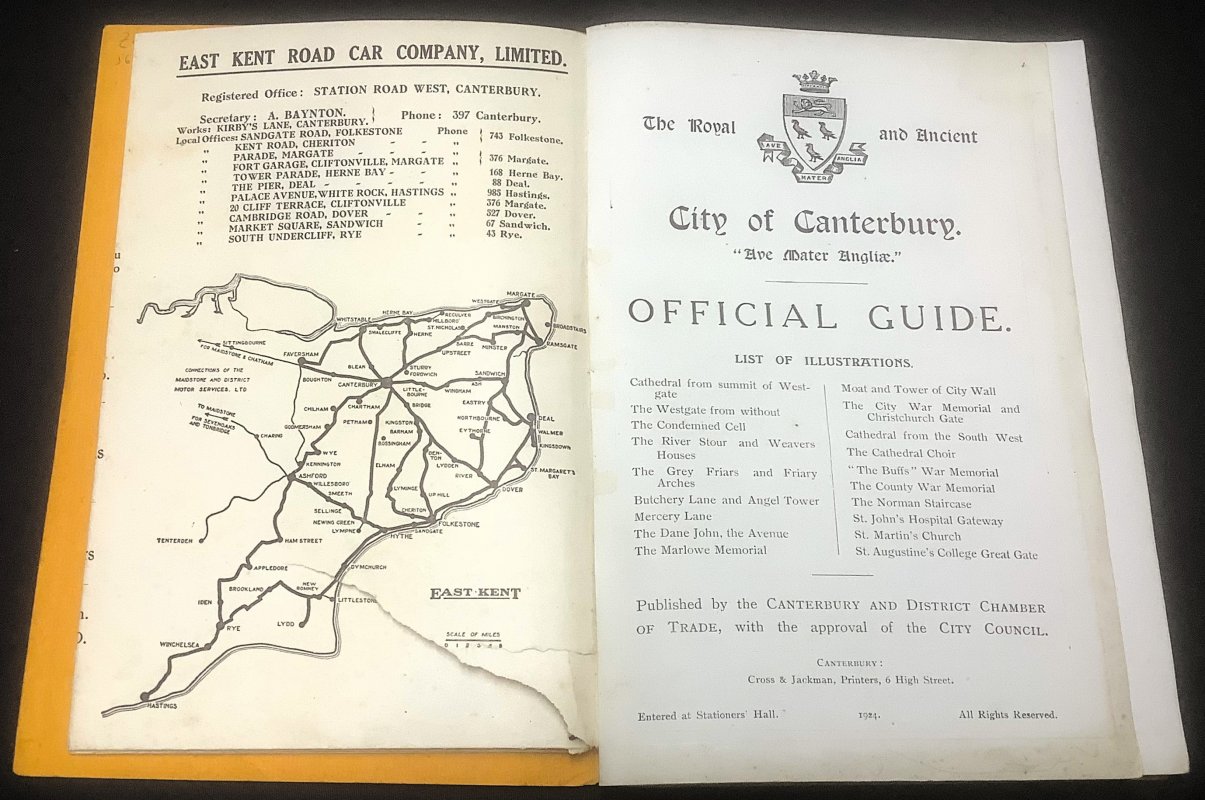 EAST KENT ROAD CAR COMPANY, LIMITED.
Registered Office: STATION ROAD WEST, CANTERBURY.
Secretary: A. BAYNTON. Phone: 397 Canterbury.
Works: KIRBY'S LANE, CANTERBURY.
Local Offices: SANDGATE ROAD, FOLKESTONE Phone 743 Folkestone.
" KENT ROAD, CHERITON - - "
" PARADE, MARGATE - - " 376 Margate.
" FORT GARAGE, CLIFTONVILLE, MARGATE "
" TOWER PARADE, HERNE BAY - - " 168 Herne Bay.
" THE PIER, DEAL - - - - " 88 Deal.
" PALACE AVENUE, WHITE ROCK, HASTINGS " 985 Hastings.
" 20 CLIFF TERRACE, CLIFTONVILLE " 376 Margate.
" CAMBRIDGE ROAD, DOVER - - " 327 Dover.
" MARKET SQUARE, SANDWICH - " 67 Sandwich.
" SOUTH UNDERCLIFF, RYE - " 43 Rye.
MARGATE
WESTGATE
BIRCHINGTON
HERNE BAY
RECULVER
HILLBORO'
ST. NICHOLAS
WHITSTABLE
SWALECLIFFE
HERNE
MANSTON
BROADSTAIRS
RAMSGATE
SARRE
MINSTER
UPSTREET
SITTINGBOURNE
FOR MAIDSTONE & CHATHAM
FAVERSHAM
BLEAN
STURRY
FORDWICH
CONNECTIONS OF THE
MAIDSTONE AND DISTRICT
MOTOR SERVICES, LTD
BOUGHTON
CANTERBURY
LITTLE-
BOURNE
WINGHAM
ASH
SANDWICH
CHILHAM
CHARTHAM
BRIDGE
EASTRY
TO MAIDSTONE
FOR SEVENOAKS
AND TONBRIDGE
GODMERSHAM
PETHAM
KINGSTON
BARHAM
BOSSINGHAM
NORTHBOURNE
EYTHORNE
DEAL
WALMER
KINGSDOWN
CHARING
WYE
KENNINGTON
ELHAM
DEN-
TON
LYDDEN
RIVER
ST. MARGARET'S
BAY
ASHFORD
WILLESBORO'
SMEETH
LYMINGE
UPHILL
DOVER
SELLINGE
NEWING GREEN
LYMPNE
CHERITON
SANDGATE
FOLKESTONE
HYTHE
TENTERDEN
HAM STREET
APPLEDORE
DYMCHURCH
BROOKLAND
NEW
ROMNEY
LITTLESTONE
IDEN
RYE
LYDD
WINCHELSEA
HASTINGS
EAST KENT
SCALE OF MILES
The Royal and Ancient
AVE
MATER
ANGLIA
City of Canterbury.
"Ave Mater Angliæ."
OFFICIAL GUIDE.
LIST OF ILLUSTRATIONS.
Cathedral from summit of West-
gate
The Westgate from without
The Condemned Cell
The River Stour and Weavers
Houses
The Grey Friars and Friary
Arches
Butchery Lane and Angel Tower
Mercery Lane
The Dane John, the Avenue
The Marlowe Memorial
Moat and Tower of City Wall
The City War Memorial and
Christchurch Gate
Cathedral from the South West
The Cathedral Choir
"The Buffs" War Memorial
The County War Memorial
The Norman Staircase
St. John's Hospital Gateway
St. Martin's Church
St. Augustine's College Great Gate
Published by the CANTERBURY AND DISTRICT CHAMBER
OF TRADE, with the approval of the CITY COUNCIL.
CANTERBURY:
Cross & Jackman, Printers, 6 High Street.
Entered at Stationers' Hall. 1924. All Rights Reserved.